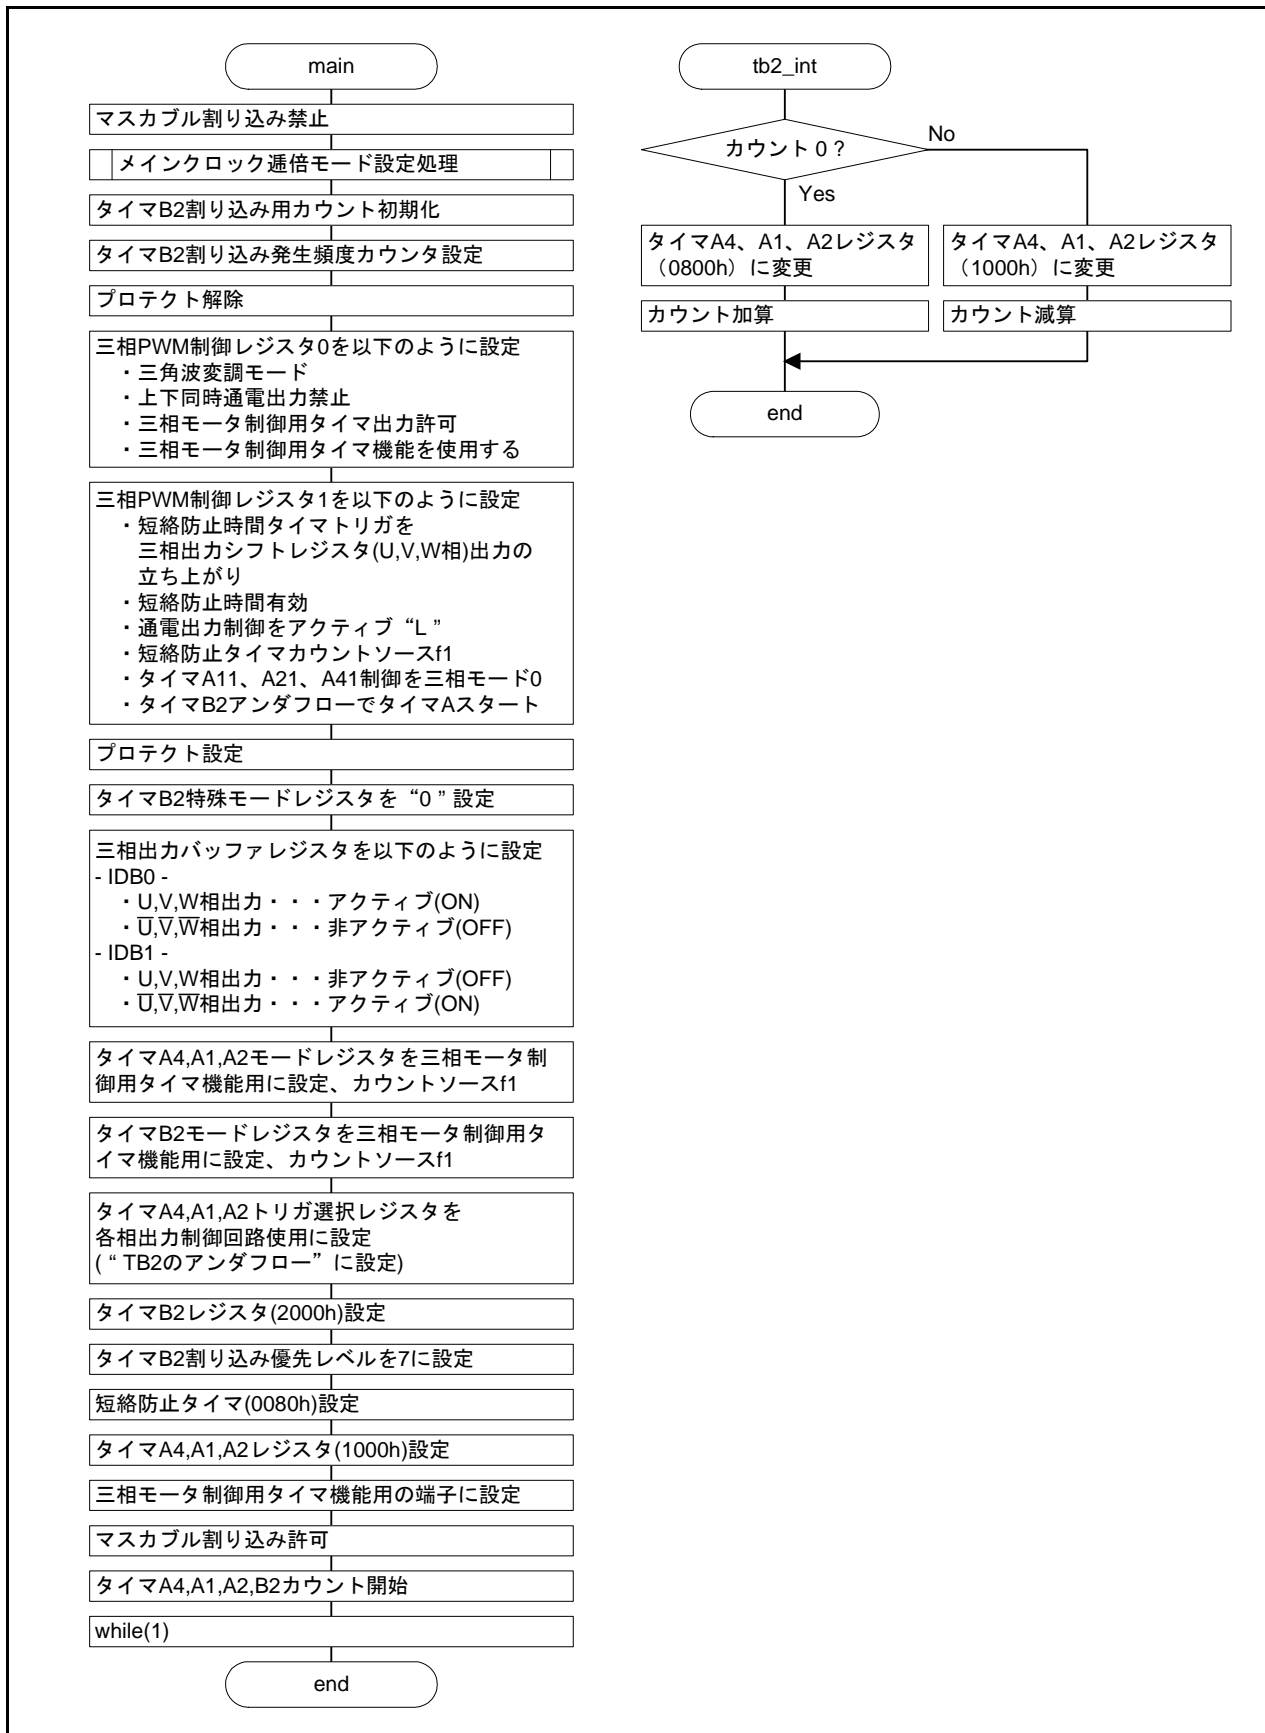 main
マスカブル割り込み禁止
メインクロック逓倍モード設定処理
タイマB2割り込み用カウント初期化
タイマB2割り込み発生頻度カウンタ設定
プロテクト解除
三相PWM制御レジスタ0を以下のように設定
・三角波変調モード
・上下同時通電出力禁止
・三相モータ制御用タイマ出力許可
・三相モータ制御用タイマ機能を使用する
三相PWM制御レジスタ1を以下のように設定
・短絡防止時間タイマトリガを
三相出力シフトレジスタ(U,V,W相)出力の
立ち上がり
・短絡防止時間有効
・通電出力制御をアクティブ“L ”
・短絡防止タイマカウントソースf1
・タイマA11、A21、A41制御を三相モード0
・タイマB2アンダフローでタイマAスタート
プロテクト設定
タイマB2特殊モードレジスタを“0 ”設定
三相出力バッファレジスタを以下のように設定
- IDB0 -
・U,V,W相出力・・・アクティブ(ON)
・U̅,V̅,W̅相出力・・・非アクティブ(OFF)
- IDB1 -
・U,V,W相出力・・・非アクティブ(OFF)
・U̅,V̅,W̅相出力・・・アクティブ(ON)
タイマA4,A1,A2モードレジスタを三相モータ制
御用タイマ機能用に設定、カウントソースf1
タイマB2モードレジスタを三相モータ制御用タ
イマ機能用に設定、カウントソースf1
タイマA4,A1,A2トリガ選択レジスタを
各相出力制御回路使用に設定
( “ TB2のアンダフロー”に設定)
タイマB2レジスタ(2000h)設定
タイマB2割り込み優先レベルを7に設定
短絡防止タイマ(0080h)設定
タイマA4,A1,A2レジスタ(1000h)設定
三相モータ制御用タイマ機能用の端子に設定
マスカブル割り込み許可
タイマA4,A1,A2,B2カウント開始
while(1)
end
tb2_int
カウント 0 ?
No
Yes
タイマA4、A1、A2レジスタ
（0800h）に変更
カウント加算
タイマA4、A1、A2レジスタ
（1000h）に変更
カウント減算
end